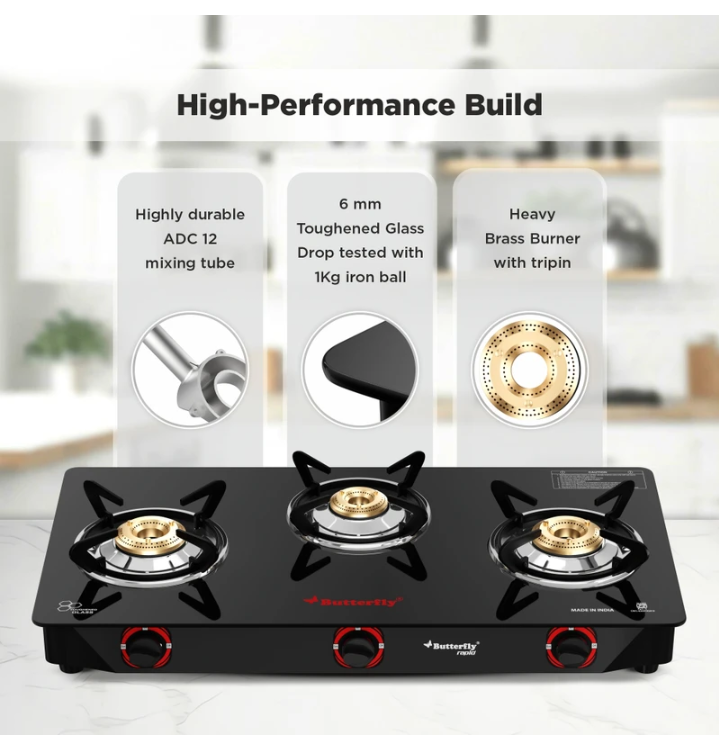 High-Performance Build
Highly durable
ADC 12
mixing tube
6 mm
Toughened Glass
Drop tested with
1Kg iron ball
Heavy
Brass Burner
with tripin
CAUTION
Butterfly®
MADE IN INDIA
Butterfly®
rapid